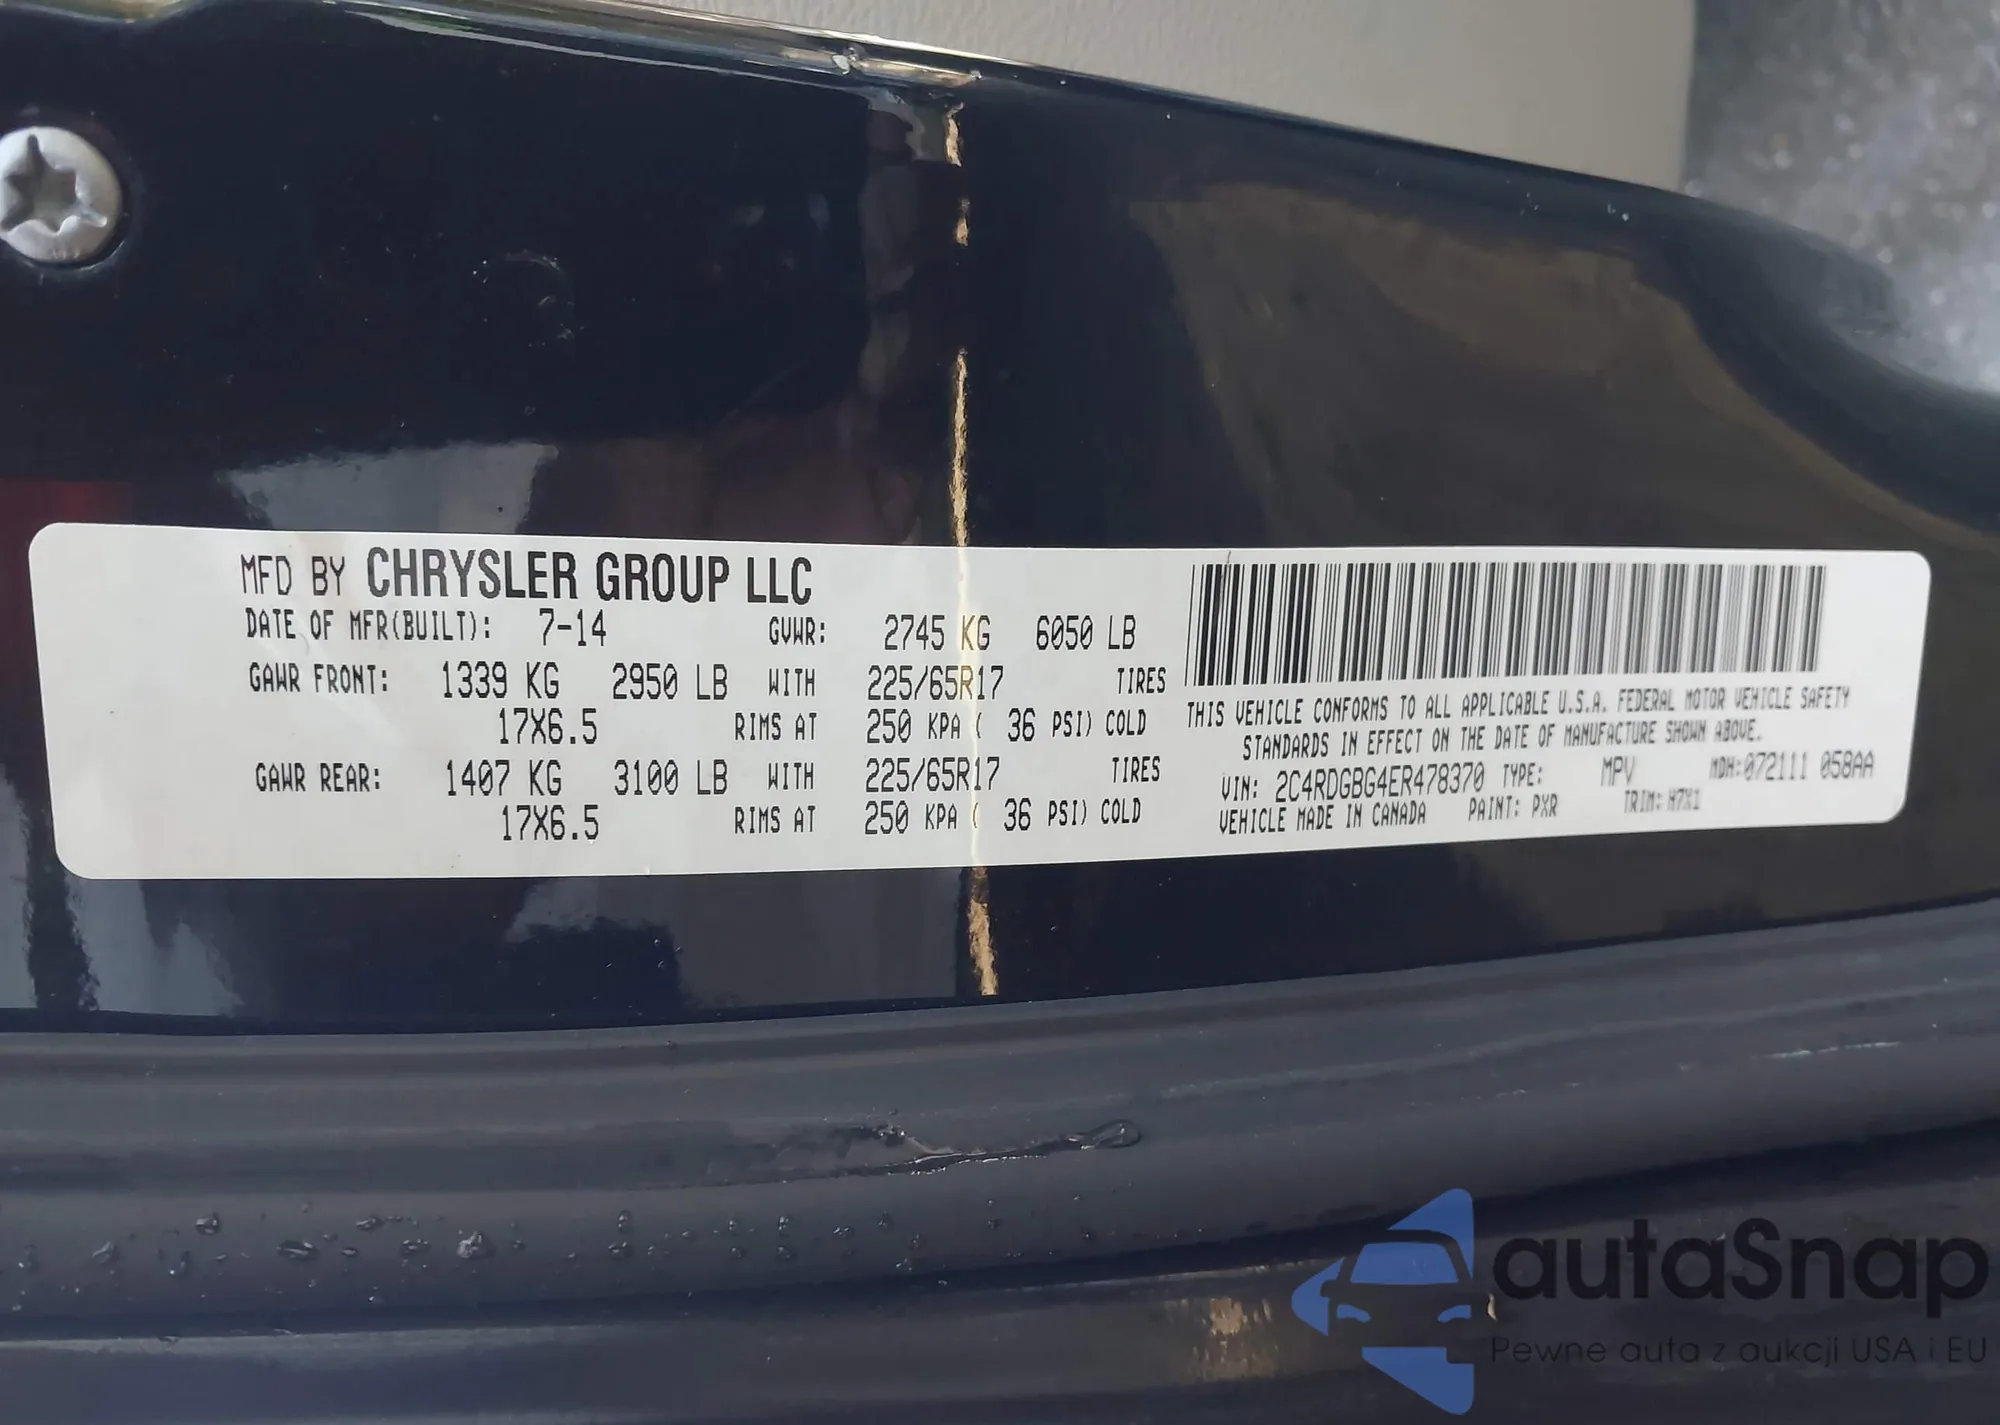 MFD BY CHRYSLER GROUP LLC
DATE OF MFR(BUILT): 7-14 GVWR: 2745 KG 6050 LB
GAWR FRONT: 1339 KG 2950 LB WITH 225/65R17 TIRES
17X6.5 RIMS AT 250 KPA ( 36 PSI) COLD
GAWR REAR: 1407 KG 3100 LB WITH 225/65R17 TIRES
17X6.5 RIMS AT 250 KPA ( 36 PSI) COLD
THIS VEHICLE CONFORMS TO ALL APPLICABLE U.S.A. FEDERAL MOTOR VEHICLE SAFETY
STANDARDS IN EFFECT ON THE DATE OF MANUFACTURE SHOWN ABOVE.
VIN: 2C4RDGBG4ER478370 TYPE: MPV MDH:072111 058AA
VEHICLE MADE IN CANADA PAINT: PXR TRIM: H7X1
autaSnap
Pewne auta z aukcji USA i EU